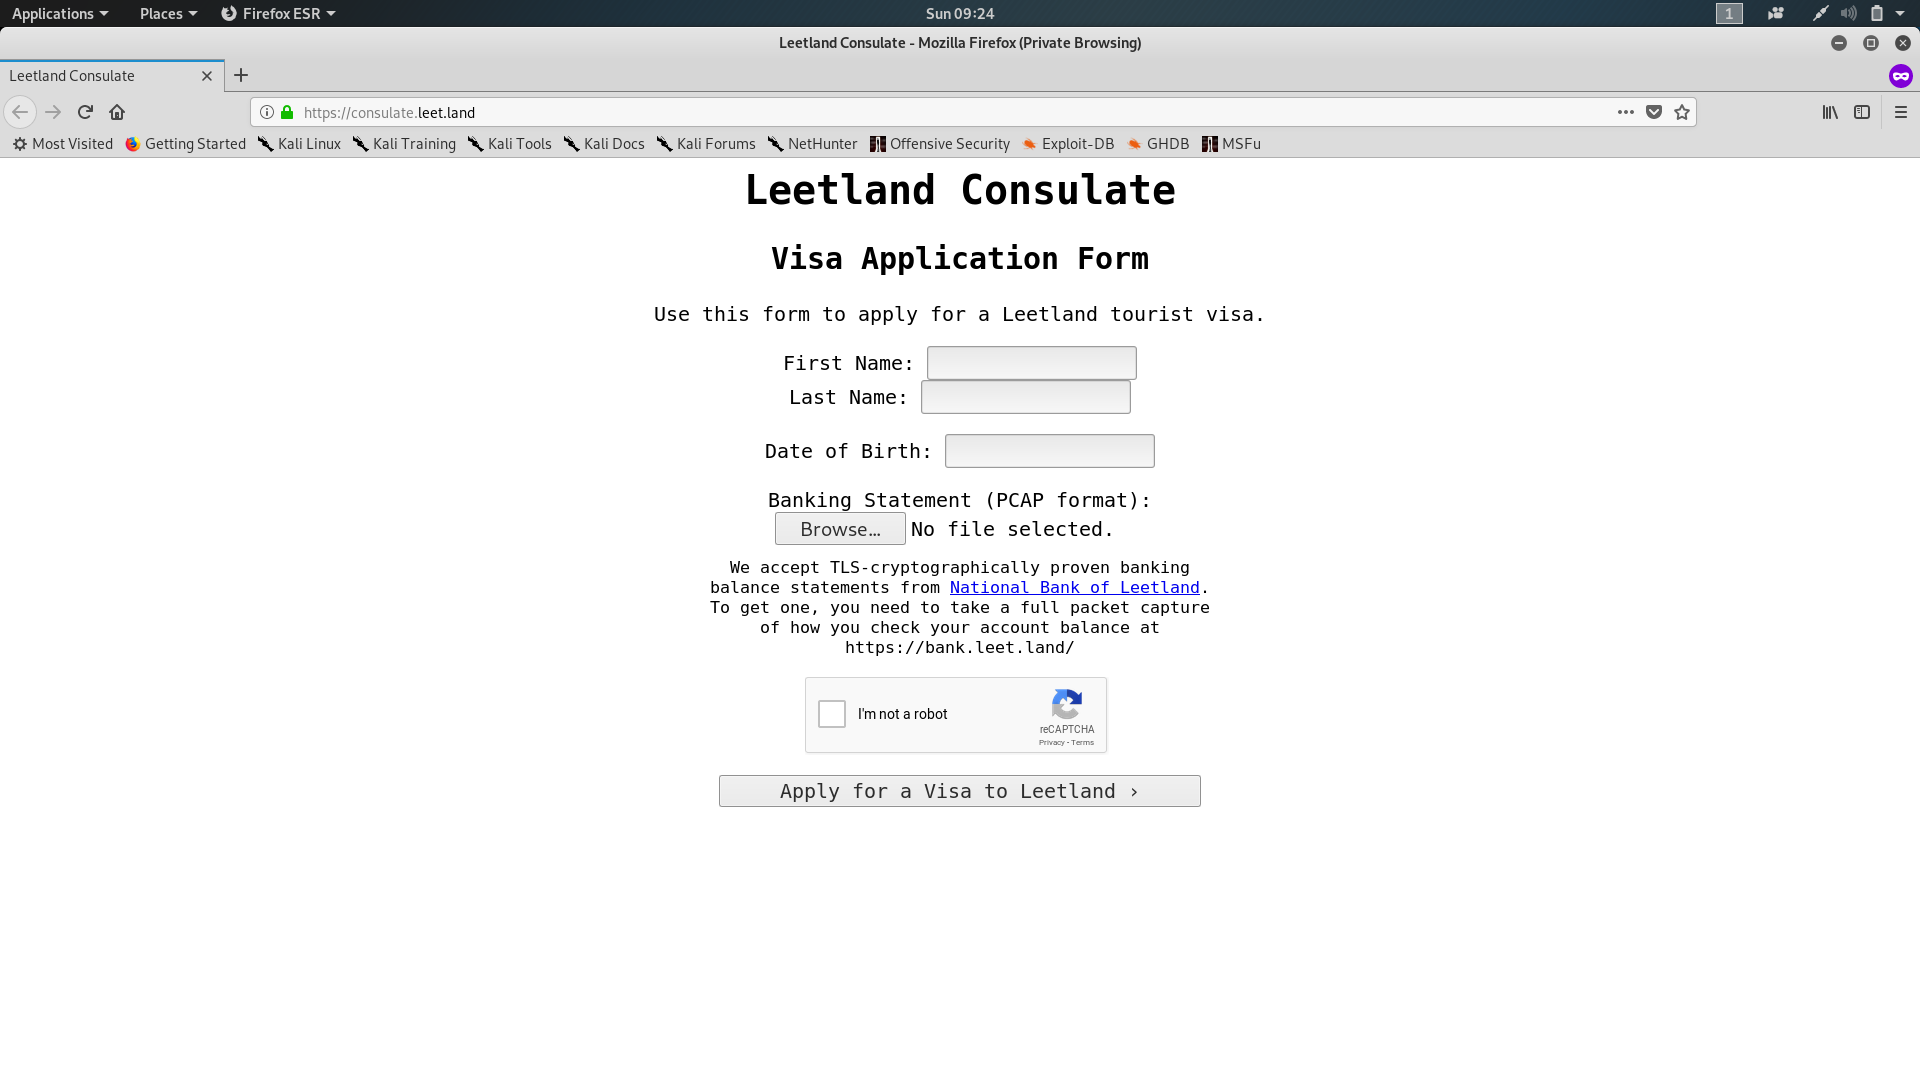 Applications Places Firefox ESR Sun 09:24 1
Leetland Consulate - Mozilla Firefox (Private Browsing)
Leetland Consulate
https://consulate.leet.land
Most Visited Getting Started Kali Linux Kali Training Kali Tools Kali Docs Kali Forums NetHunter Offensive Security Exploit-DB GHDB MSFu
Leetland Consulate
Visa Application Form
Use this form to apply for a Leetland tourist visa.
First Name:
Last Name:
Date of Birth:
Banking Statement (PCAP format):
Browse… No file selected.
We accept TLS-cryptographically proven banking
balance statements from National Bank of Leetland.
To get one, you need to take a full packet capture
of how you check your account balance at
https://bank.leet.land/
I'm not a robot
reCAPTCHA
Privacy - Terms
Apply for a Visa to Leetland ›